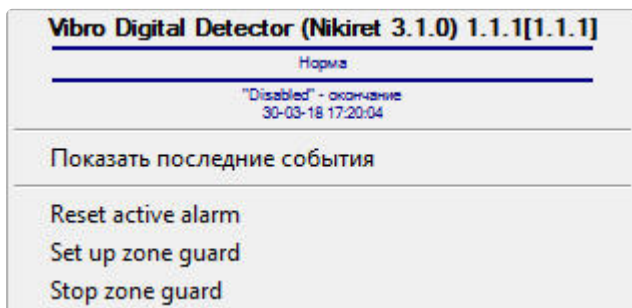 Vibro Digital Detector (Nikiret 3.1.0) 1.1.1[1.1.1]
Норма
"Disabled" - окончание
30-03-18 17:20:04
Показать последние события
Reset active alarm
Set up zone guard
Stop zone guard